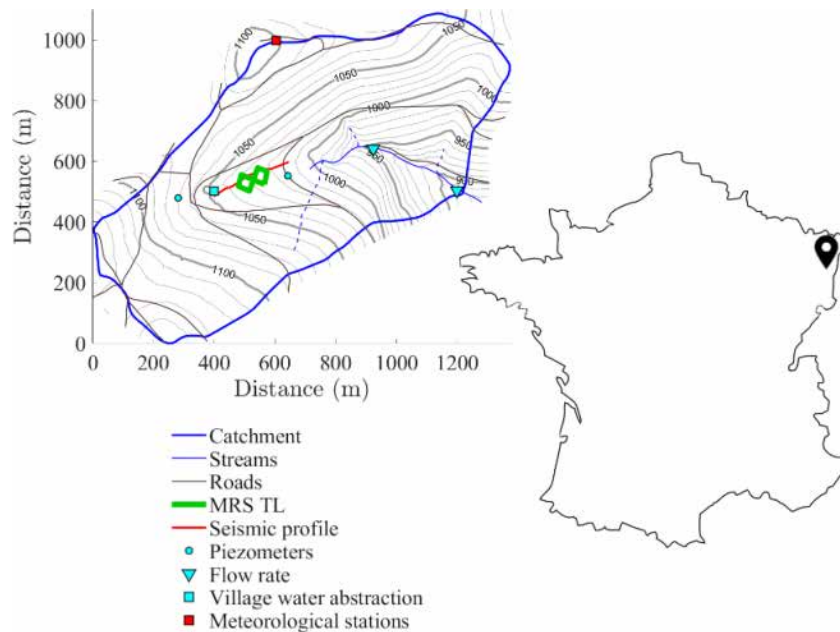 1000
800
600
400
200
0
Distance (m)
0 200 400 600 800 1000 1200
Distance (m)
1100
1050
1050
1000
1000
950
1050
1000
1050
1100
Catchment
Streams
Roads
MRS TL
Seismic profile
Piezometers
Flow rate
Village water abstraction
Meteorological stations